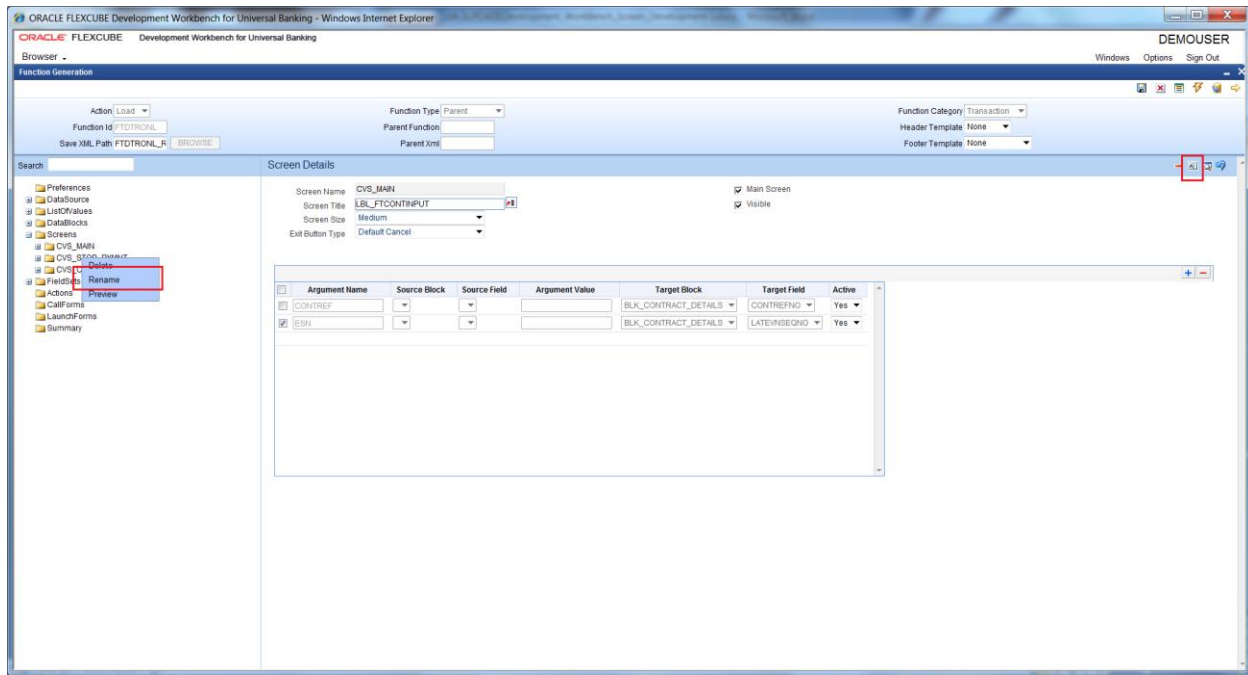 ORACLE FLEXCUBE Development Workbench for Universal Banking - Windows Internet Explorer
ORACLE FLEXCUBE Development Workbench for Universal Banking DEMOUSER
Browser Windows Options Sign Out
Function Generation
Action Load Function Type Parent Function Category Transaction
Function Id FTDTRONL Parent Function Header Template None
Save XML Path FTDTRONL_R BROWSE Parent Xml Footer Template None
Search Screen Details
Preferences
DataSource
ListOfValues
DataBlocks
Screens
CVS_MAIN
Delete
Rename
Preview
FieldSets
Actions
CallForms
LaunchForms
Summary
Screen Name CVS_MAIN Main Screen
Screen Title LBL_FTCONTINPUT Visible
Screen Size Medium
Exit Button Type Default Cancel
Argument Name Source Block Source Field Argument Value Target Block Target Field Active
CONTREF BLK_CONTRACT_DETAILS CONTREFNO Yes
ESN BLK_CONTRACT_DETAILS LATEVNSEQNO Yes